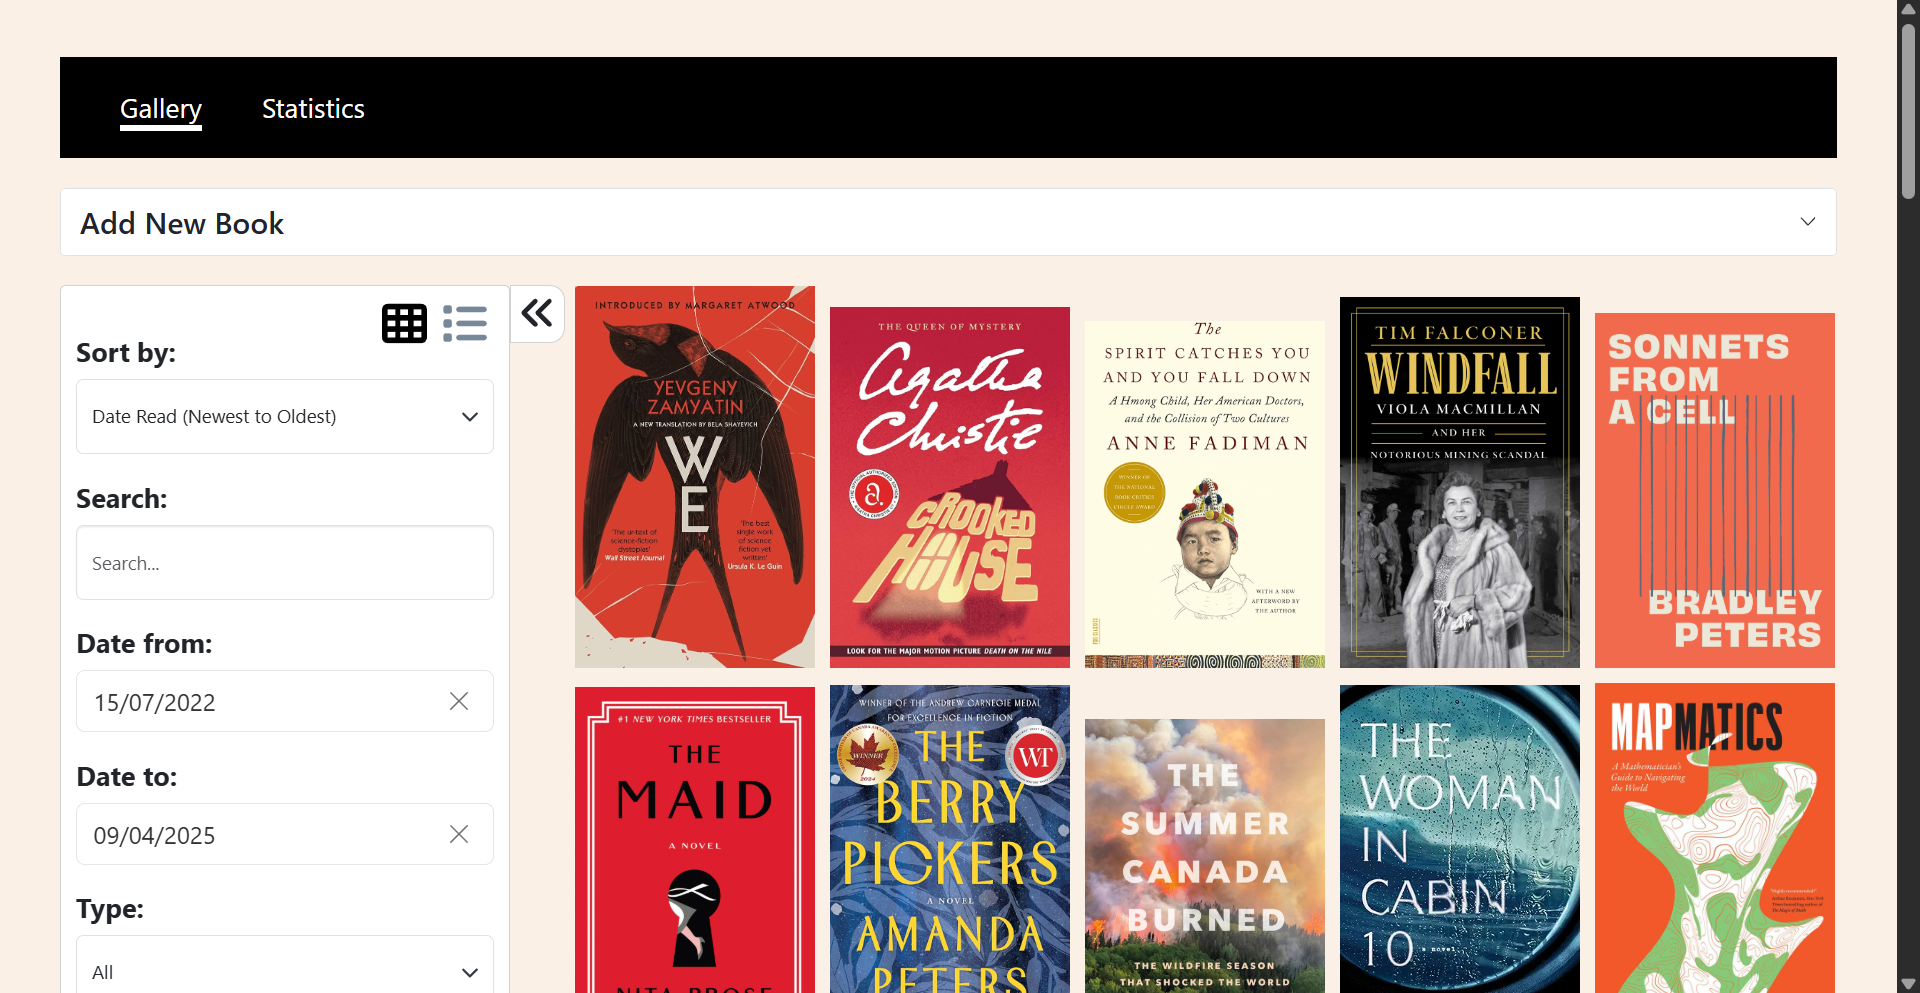 Gallery
Statistics
Add New Book
Sort by:
Date Read (Newest to Oldest)
Search:
Search...
Date from:
15/07/2022
Date to:
09/04/2025
Type:
All
INTRODUCED BY MARGARET ATWOOD
YEVGENY
ZAMYATIN
A NEW TRANSLATION BY BELA SHAYEVICH
WE
'The ur-text of
science-fiction
dystopias'
Wall Street Journal
'The best
single work
of science
fiction yet
written'
Ursula K. Le Guin
THE QUEEN OF MYSTERY
Agatha
Christie
CROOKED
HOUSE
LOOK FOR THE MAJOR MOTION PICTURE DEATH ON THE NILE
The
SPIRIT CATCHES YOU
AND YOU FALL DOWN
A Hmong Child, Her American Doctors,
and the Collision of Two Cultures
ANNE FADIMAN
WINNER OF
THE NATIONAL
BOOK CRITICS
CIRCLE AWARD
WITH A NEW
AFTERWORD BY
THE AUTHOR
TIM FALCONER
WINDFALL
VIOLA MACMILLAN
AND HER
NOTORIOUS MINING SCANDAL
SONNETS
FROM
A CELL
BRADLEY
PETERS
#1 NEW YORK TIMES BESTSELLER
THE
MAID
A NOVEL
NITA PROSE
WINNER OF THE ANDREW CARNEGIE MEDAL
FOR EXCELLENCE IN FICTION
WINNER
2024
WT
THE
BERRY
PICKERS
A NOVEL
AMANDA
PETERS
THE
SUMMER
CANADA
BURNED
THE WILDFIRE SEASON
THAT SHOCKED THE WORLD
THE
WOMAN
IN
CABIN
10
a novel
MAPMATICS
A Mathematician's
Guide to Navigating
the World